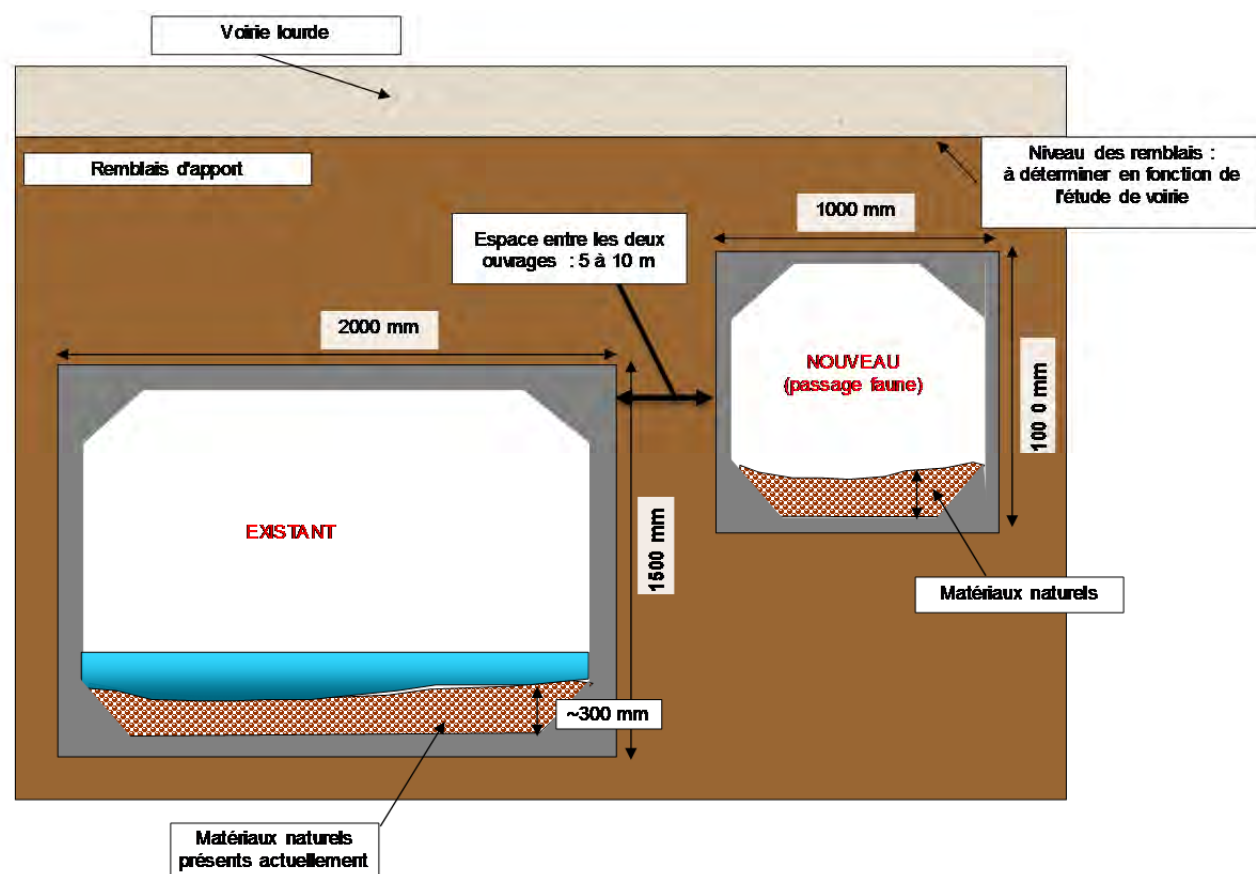 Voirie lourde
Remblais d'apport
Niveau des remblais :
à déterminer en fonction de
l'étude de voirie
1000 mm
Espace entre les deux
ouvrages : 5 à 10 m
2000 mm
NOUVEAU
(passage faune)
100 0 mm
EXISTANT
1500 mm
Matériaux naturels
~300 mm
Matériaux naturels
présents actuellement